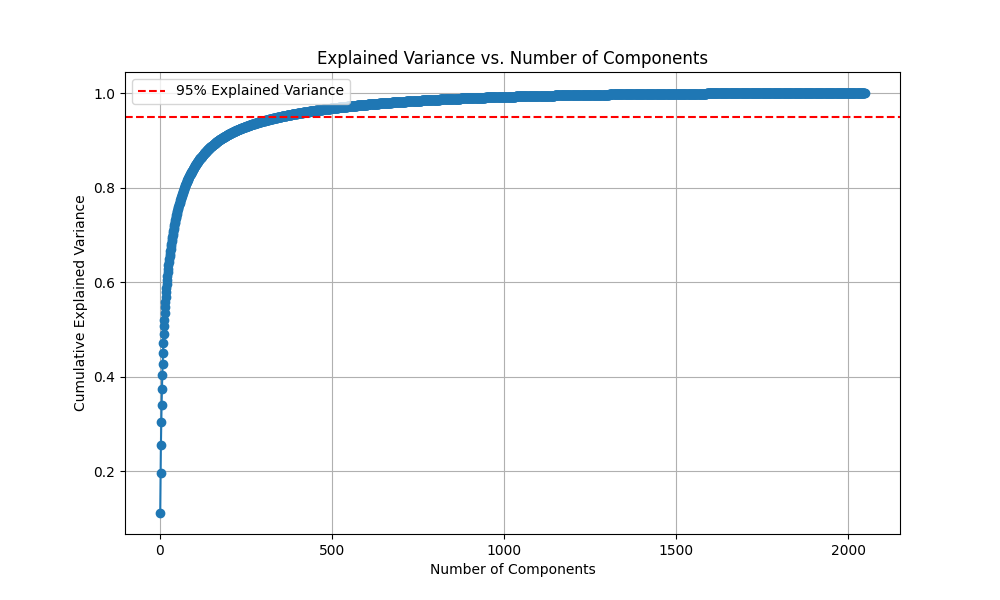 Explained Variance vs. Number of Components
95% Explained Variance
Cumulative Explained Variance
1.0
0.8
0.6
0.4
0.2
0
500
1000
1500
2000
Number of Components